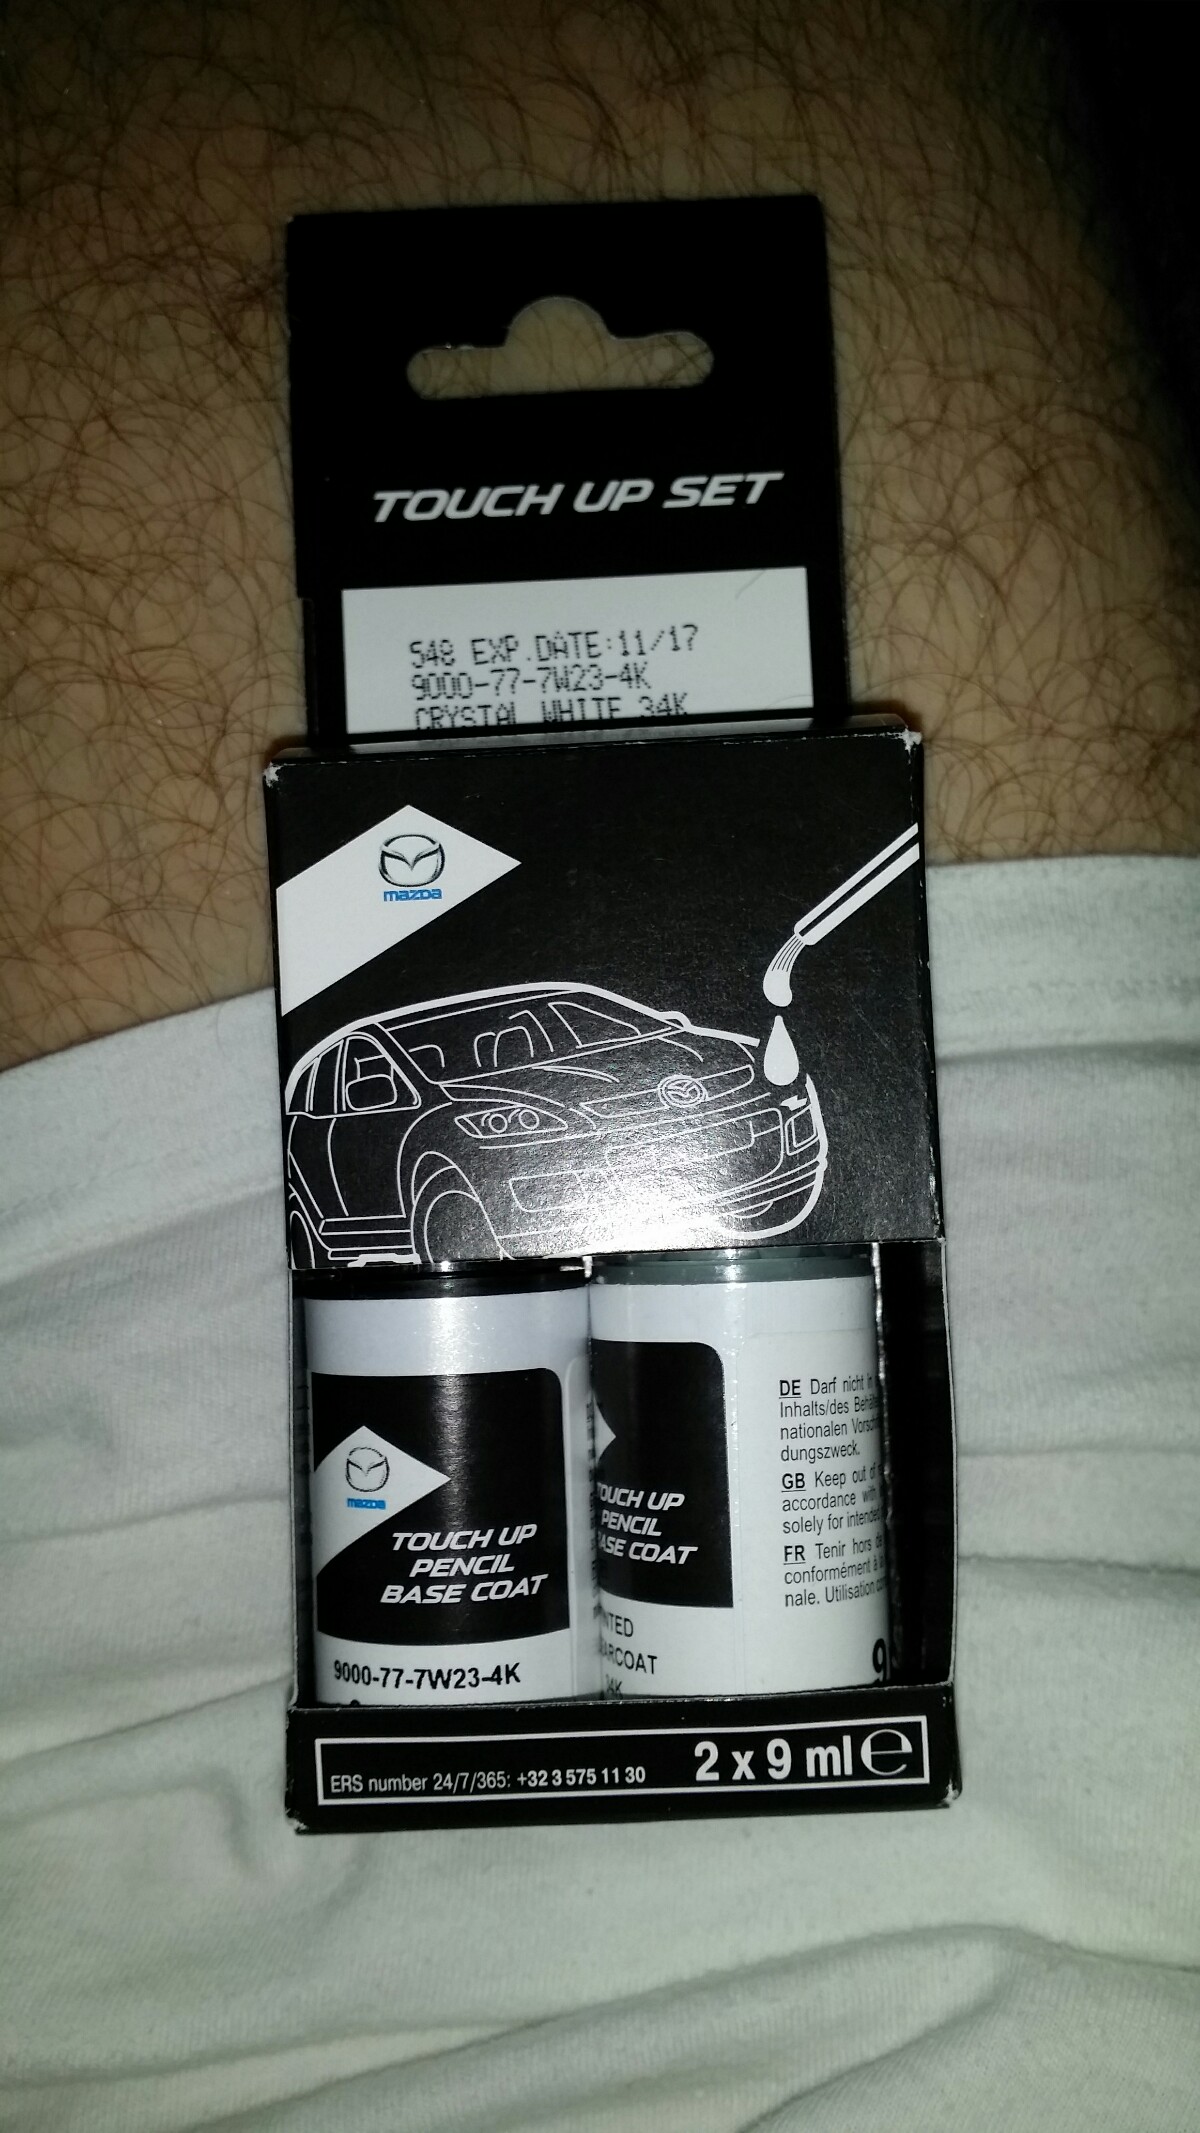 TOUCH UP SET
548 EXP.DATE:11/17
9000-77-7W23-4K
CRYSTAL WHITE 34K
mazda
mazda
TOUCH UP
PENCIL
BASE COAT
9000-77-7W23-4K
TOUCH UP
PENCIL
BASE COAT
34K
DE Darf nicht in
Inhalts/des
nationalen
dungszweck.
GB Keep out of
accordance with
solely for intended
FR Tenir hors de
conformément à
nale. Utilisation
9
ERS number 24/7/365: +32 3 575 11 30
2 x 9 ml e